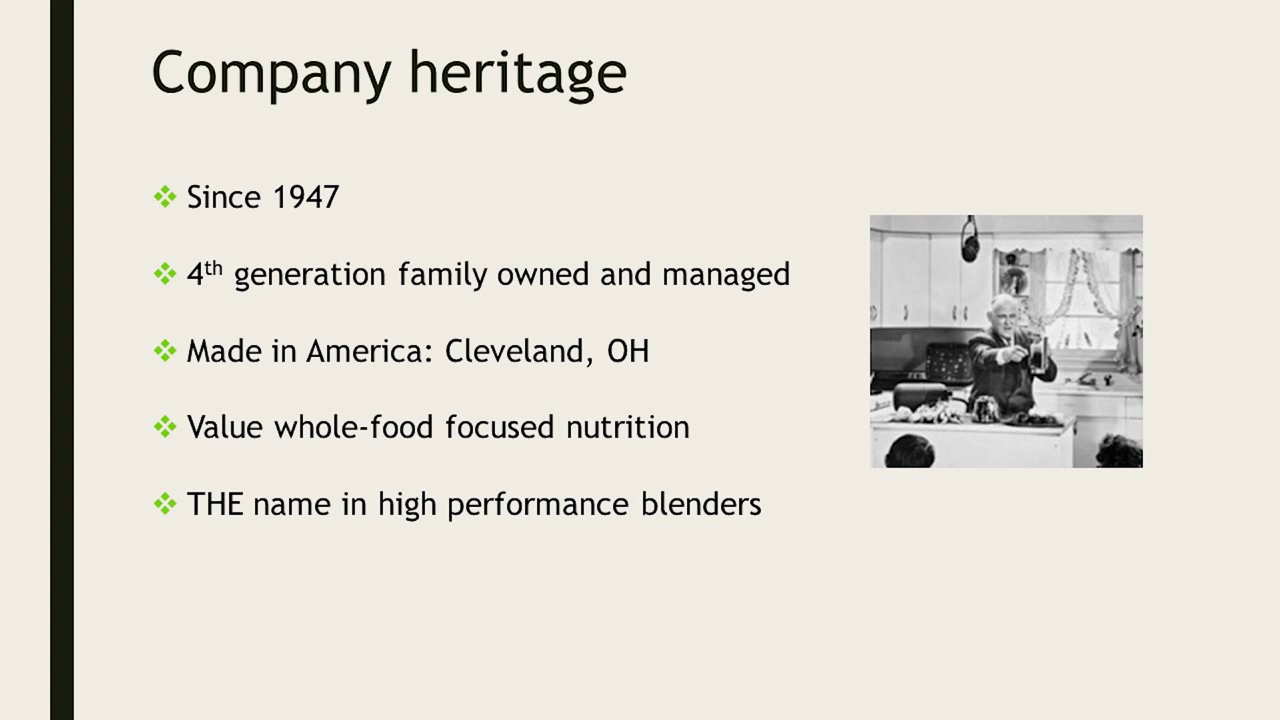 Company heritage
Since 1947
4th generation family owned and managed
Made in America: Cleveland, OH
Value whole-food focused nutrition
THE name in high performance blenders